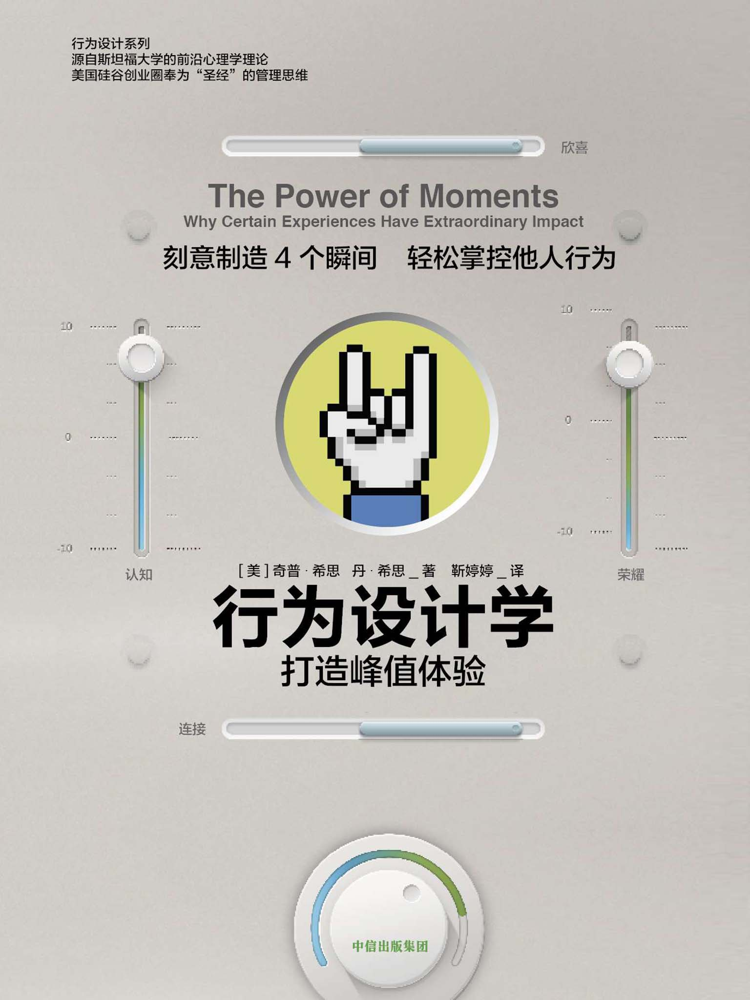 行为设计系列
源自斯坦福大学的前沿心理学理论
美国硅谷创业圈奉为“圣经”的管理思维
欣喜
The Power of Moments
Why Certain Experiences Have Extraordinary Impact
刻意制造4个瞬间 轻松掌控他人行为
10
0
-10
认知
10
0
-10
荣耀
[美]奇普·希思 丹·希思_著 靳婷婷_译
行为设计学
打造峰值体验
连接
中信出版集团